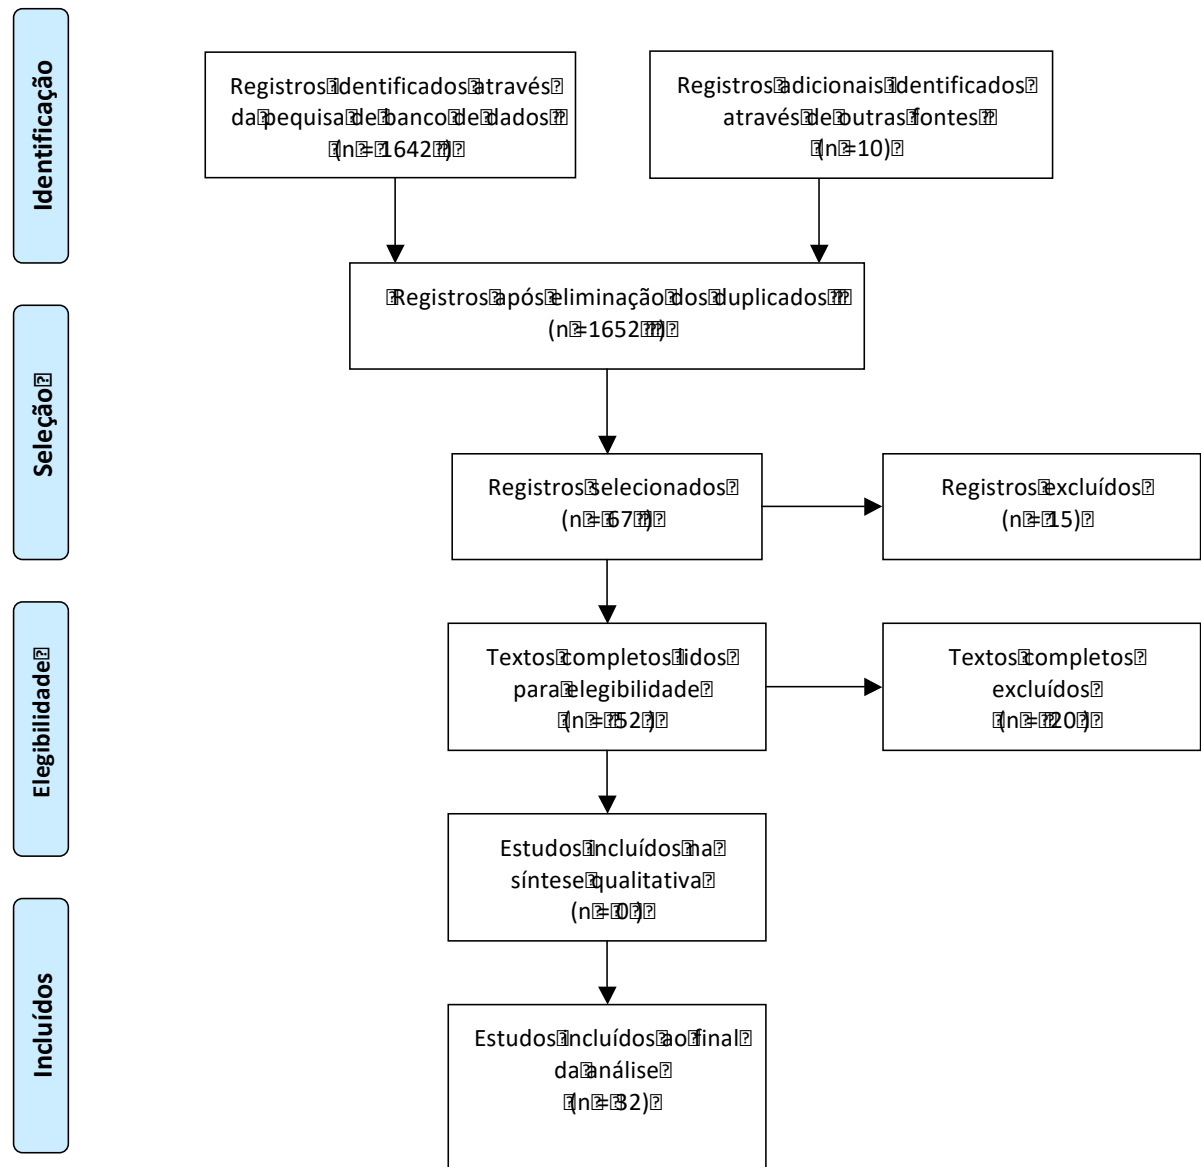 Identificação
Registros identificados através
da pequisa de banco de dados
(n = 1642 )
Registros adicionais identificados
através de outras fontes
(n =10)
Registros após eliminação dos duplicados
(n =1652 )
Seleção
Registros selecionados
(n = 67 )
Registros excluídos
(n = 15)
Elegibilidade
Textos completos lidos
para elegibilidade
(n = 52 )
Textos completos
excluídos
(n = 20 )
Estudos incluídos na
síntese qualitativa
(n = 0 )
Incluídos
Estudos incluídos ao final
da análise
(n = 32)